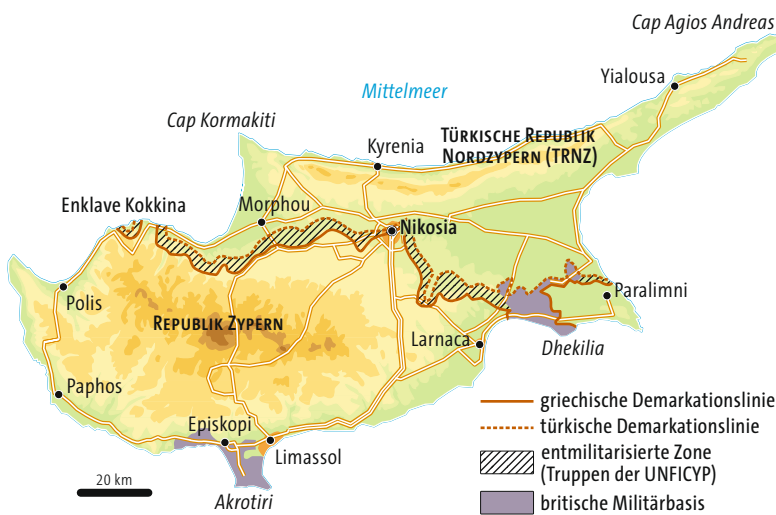 Cap Agios Andreas
Yialousa
Mittelmeer
Cap Kormakiti
Kyrenia
Türkische Republik
Nordzypern (TRNZ)
Enklave Kokkina
Morphou
Nikosia
Polis
Paralimni
Republik Zypern
Larnaca
Dhekilia
Paphos
Episkopi
Limassol
Akrotiri
20 km
griechische Demarkationslinie
türkische Demarkationslinie
entmilitarisierte Zone
(Truppen der UNFICYP)
britische Militärbasis